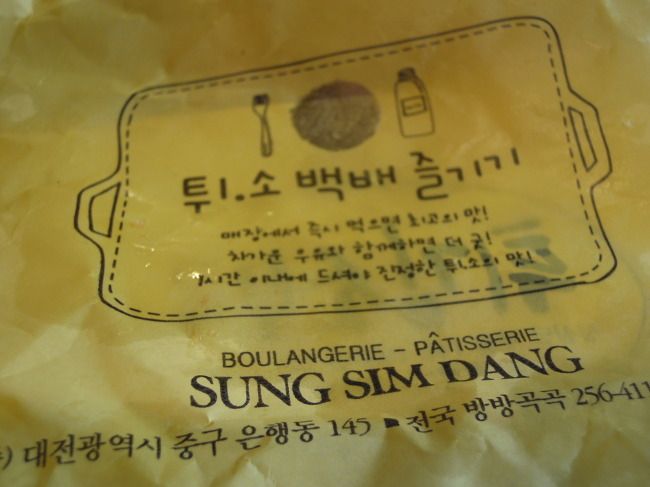 튀.소 백배 즐기기
매장에서 즉시 먹으면 최고의 맛!
차가운 우유와 함께하면 더 굿!
1시간 이내에 드셔야 진정한 튀.소의 맛!
BOULANGERIE - PÂTISSERIE
SUNG SIM DANG
대전광역시 중구 은행동 145 ■ 전국 방방곡곡 256-411